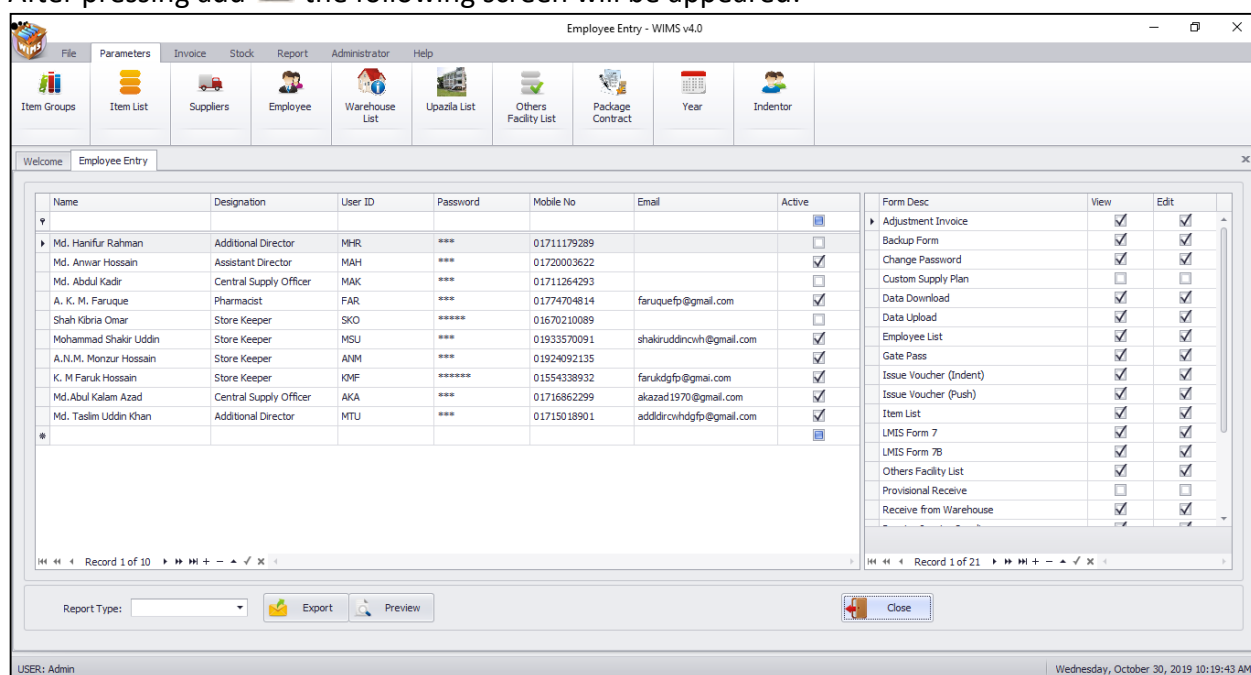 After pressing add the following screen will be appeared.
Employee Entry - WIMS v4.0
WIMS
File Parameters Invoice Stock Report Administrator Help
Item Groups Item List Suppliers Employee Warehouse List Upazila List Others Facility List Package Contract Year Indentor
Welcome Employee Entry
Name Designation User ID Password Mobile No Email Active
Md. Hanifur Rahman Additional Director MHR *** 01711179289
Md. Anwar Hossain Assistant Director MAH *** 01720003622
Md. Abdul Kadir Central Supply Officer MAK *** 01711264293
A. K. M. Faruque Pharmacist FAR *** 01774704814 faruquefp@gmail.com
Shah Kibria Omar Store Keeper SKO ***** 01670210089
Mohammad Shakir Uddin Store Keeper MSU *** 01933570091 shakiruddincwh@gmail.com
A.N.M. Monzur Hossain Store Keeper ANM *** 01924092135
K. M Faruk Hossain Store Keeper KMF ****** 01554338932 farukdgfp@gmai.com
Md.Abul Kalam Azad Central Supply Officer AKA *** 01716862299 akazad1970@gmail.com
Md. Taslim Uddin Khan Additional Director MTU *** 01715018901 addldircwhdgfp@gmail.com
Record 1 of 10
Form Desc View Edit
Adjustment Invoice
Backup Form
Change Password
Custom Supply Plan
Data Download
Data Upload
Employee List
Gate Pass
Issue Voucher (Indent)
Issue Voucher (Push)
Item List
LMIS Form 7
LMIS Form 7B
Others Facility List
Provisional Receive
Receive from Warehouse
Record 1 of 21
Report Type: Export Preview Close
USER: Admin Wednesday, October 30, 2019 10:19:43 AM